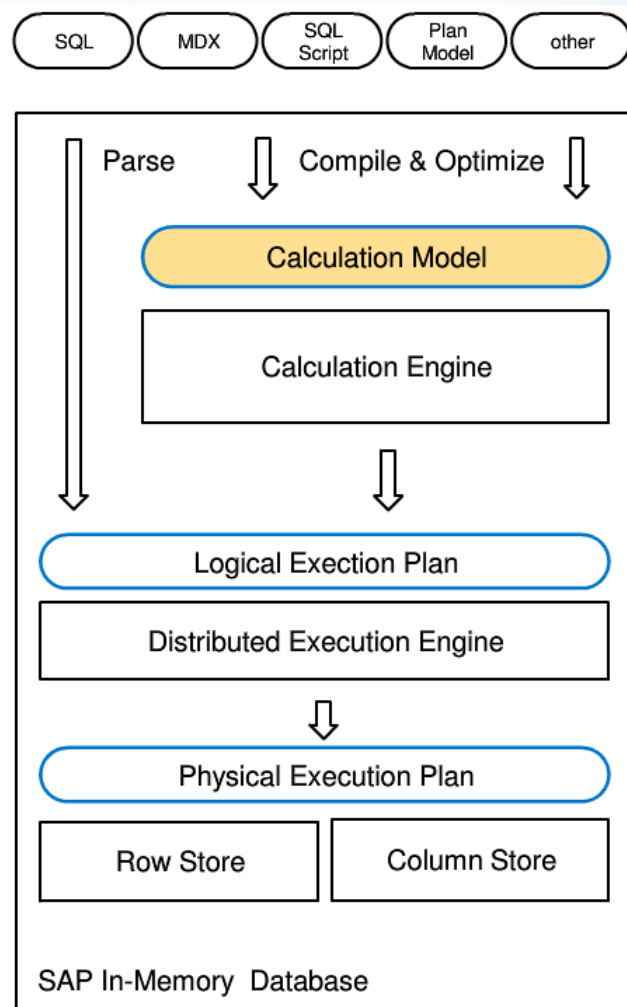 SQL
MDX
SQL
Script
Plan
Model
other
Parse
Compile & Optimize
Calculation Model
Calculation Engine
Logical Exection Plan
Distributed Execution Engine
Physical Execution Plan
Row Store
Column Store
SAP In-Memory Database